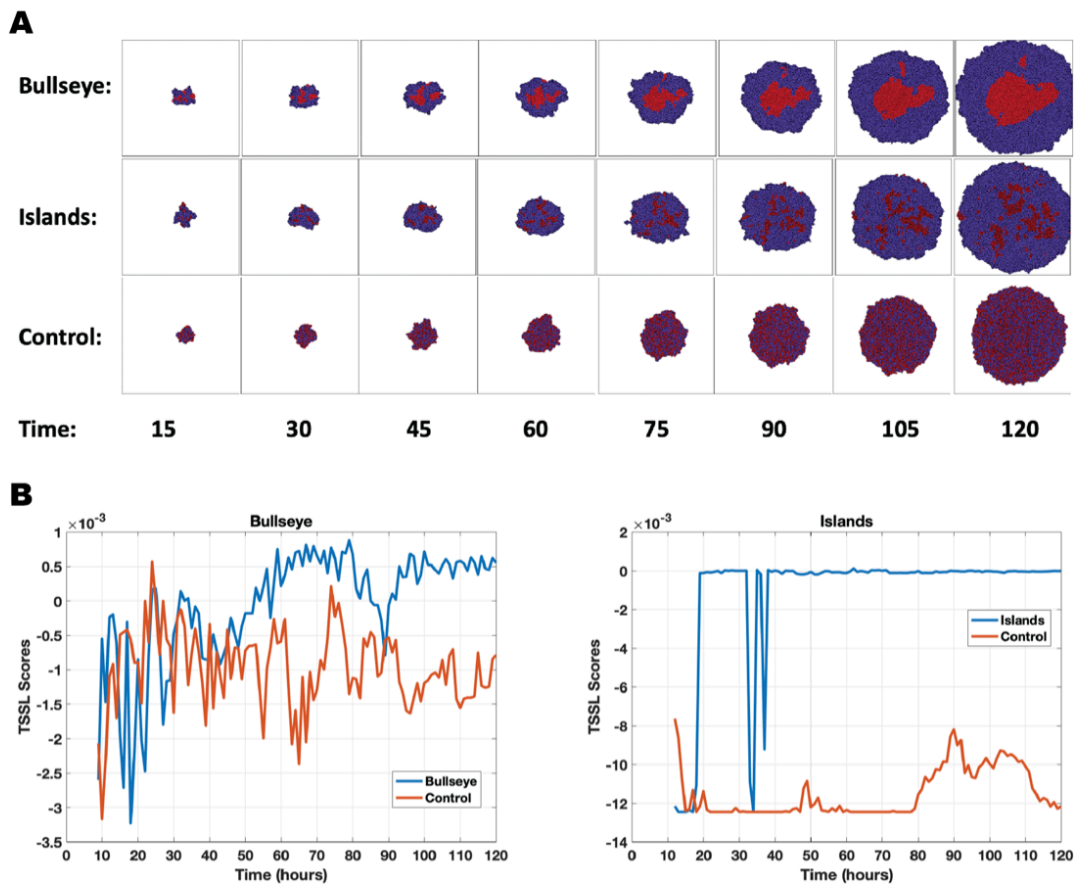 A
Bullseye:
Islands:
Control:
Time: 15 30 45 60 75 90 105 120
B
×10⁻³ Bullseye
1
0.5
0
-0.5
-1
-1.5
-2
-2.5
-3
-3.5
TSSL Scores
Bullseye
Control
0 10 20 30 40 50 60 70 80 90 100 110 120
Time (hours)
×10⁻³ Islands
2
0
-2
-4
-6
-8
-10
-12
-14
TSSL Scores
Islands
Control
0 10 20 30 40 50 60 70 80 90 100 110 120
Time (hours)